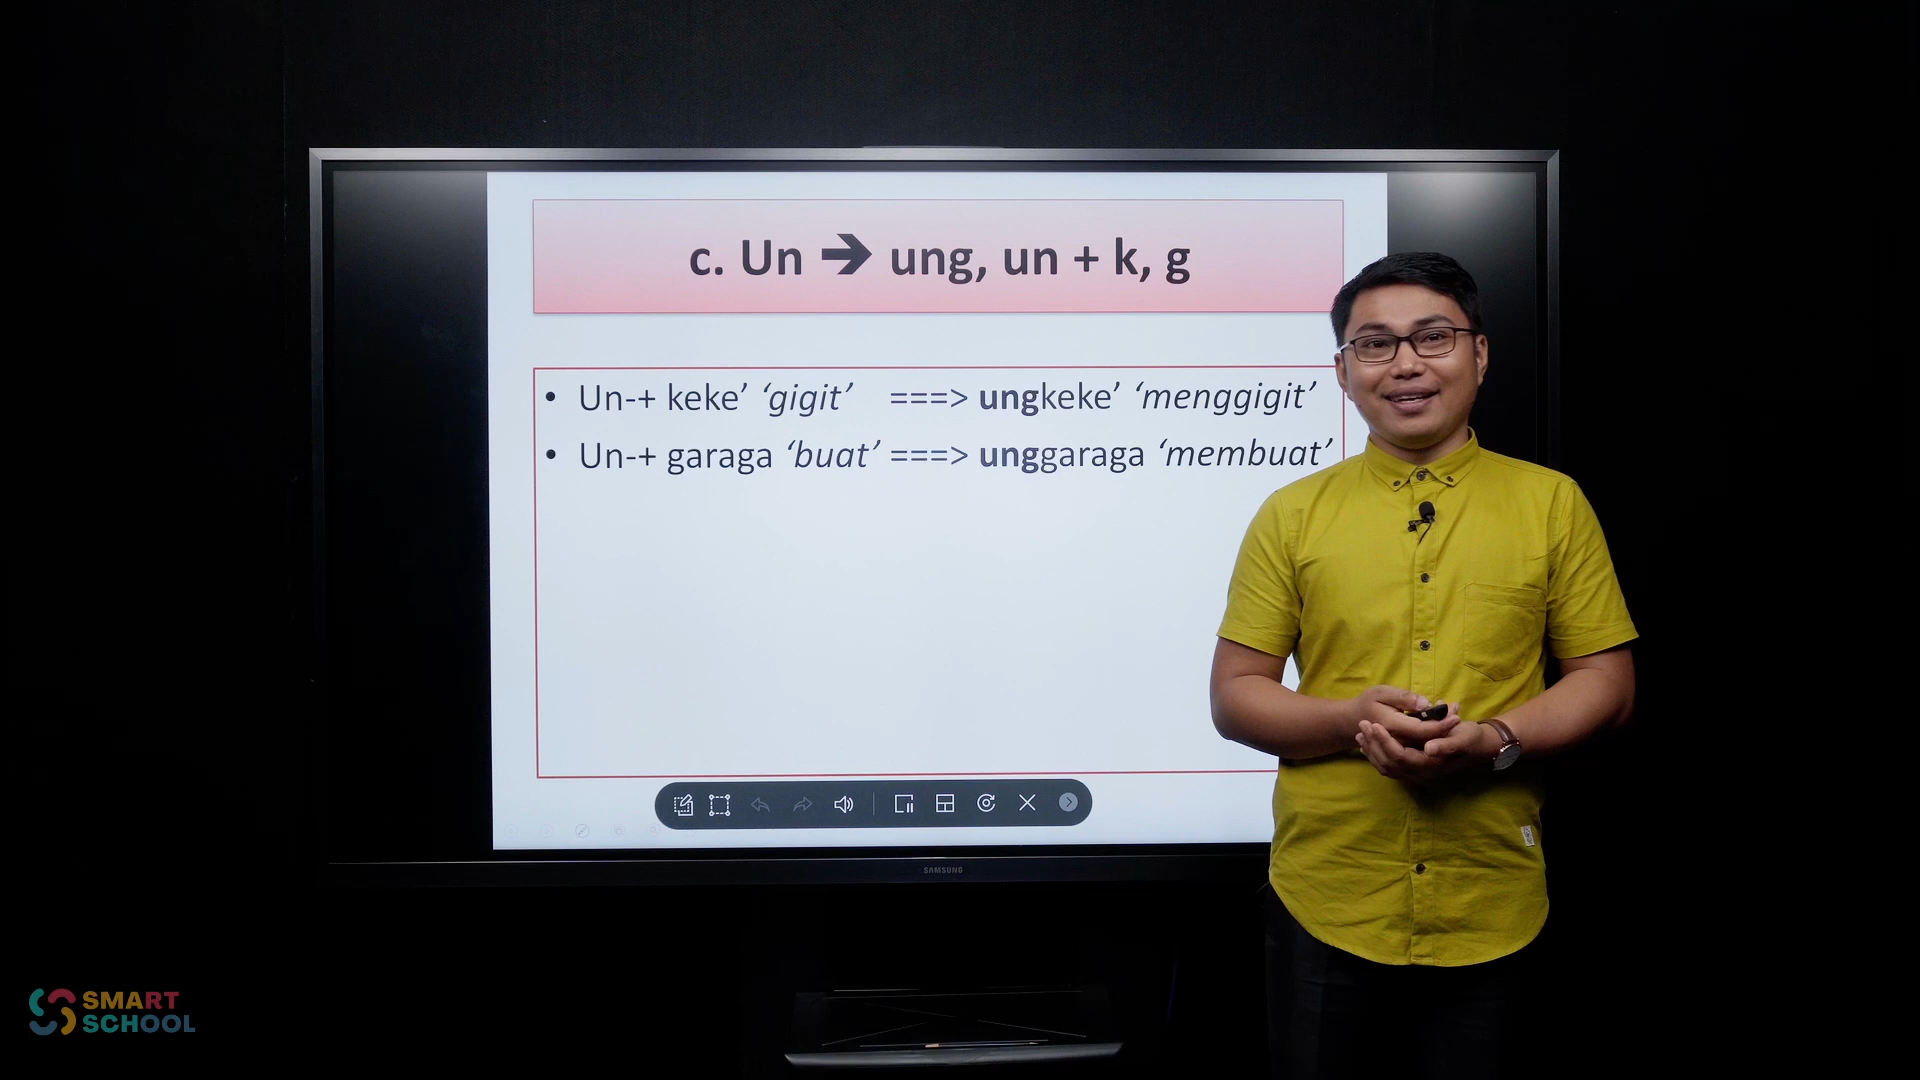 c. Un ➔ ung, un + k, g
• Un-+ keke’ ‘gigit’ ===> ungkeke’ ‘menggigit’
• Un-+ garaga ‘buat’ ===> unggaraga ‘membuat’
SAMSUNG
SMART
SCHOOL